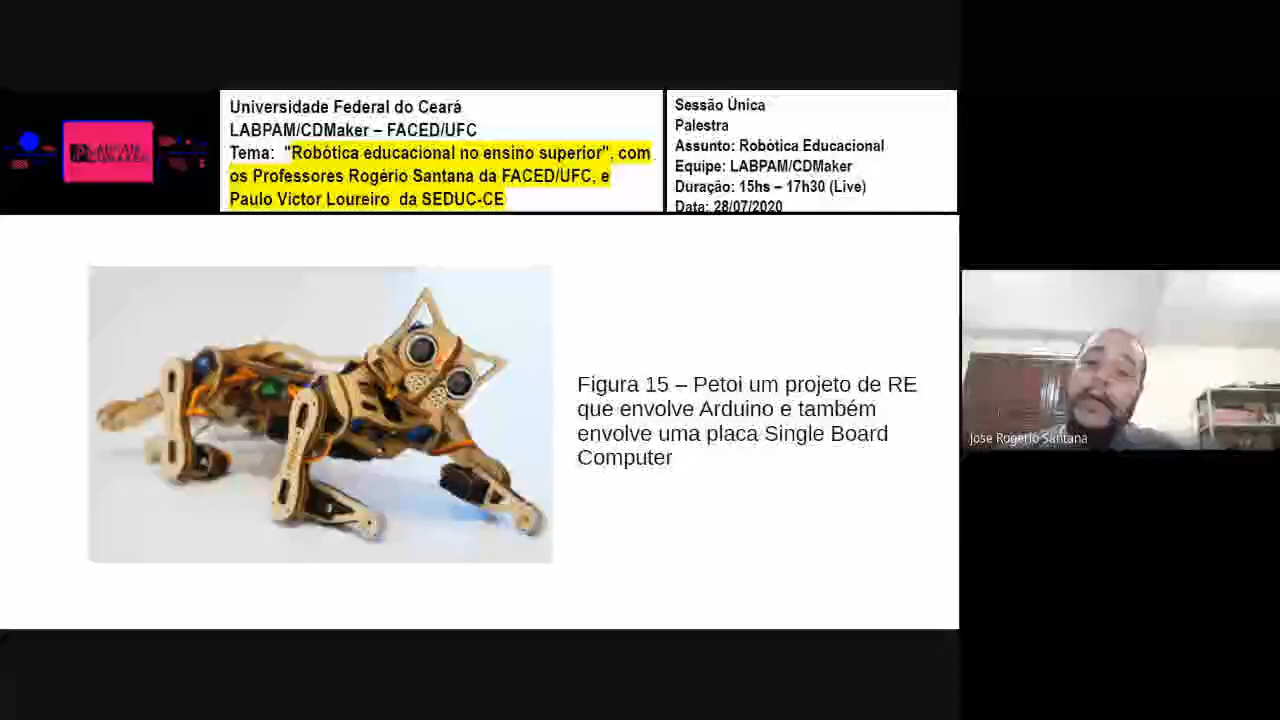 Universidade Federal do Ceará
LABPAM/CDMaker – FACED/UFC
Tema: "Robótica educacional no ensino superior", com
os Professores Rogério Santana da FACED/UFC, e
Paulo Victor Loureiro da SEDUC-CE
Sessão Única
Palestra
Assunto: Robótica Educacional
Equipe: LABPAM/CDMaker
Duração: 15hs – 17h30 (Live)
Data: 28/07/2020
Figura 15 – Petoi um projeto de RE
que envolve Arduino e também
envolve uma placa Single Board
Computer
Jose Rogerio Santana